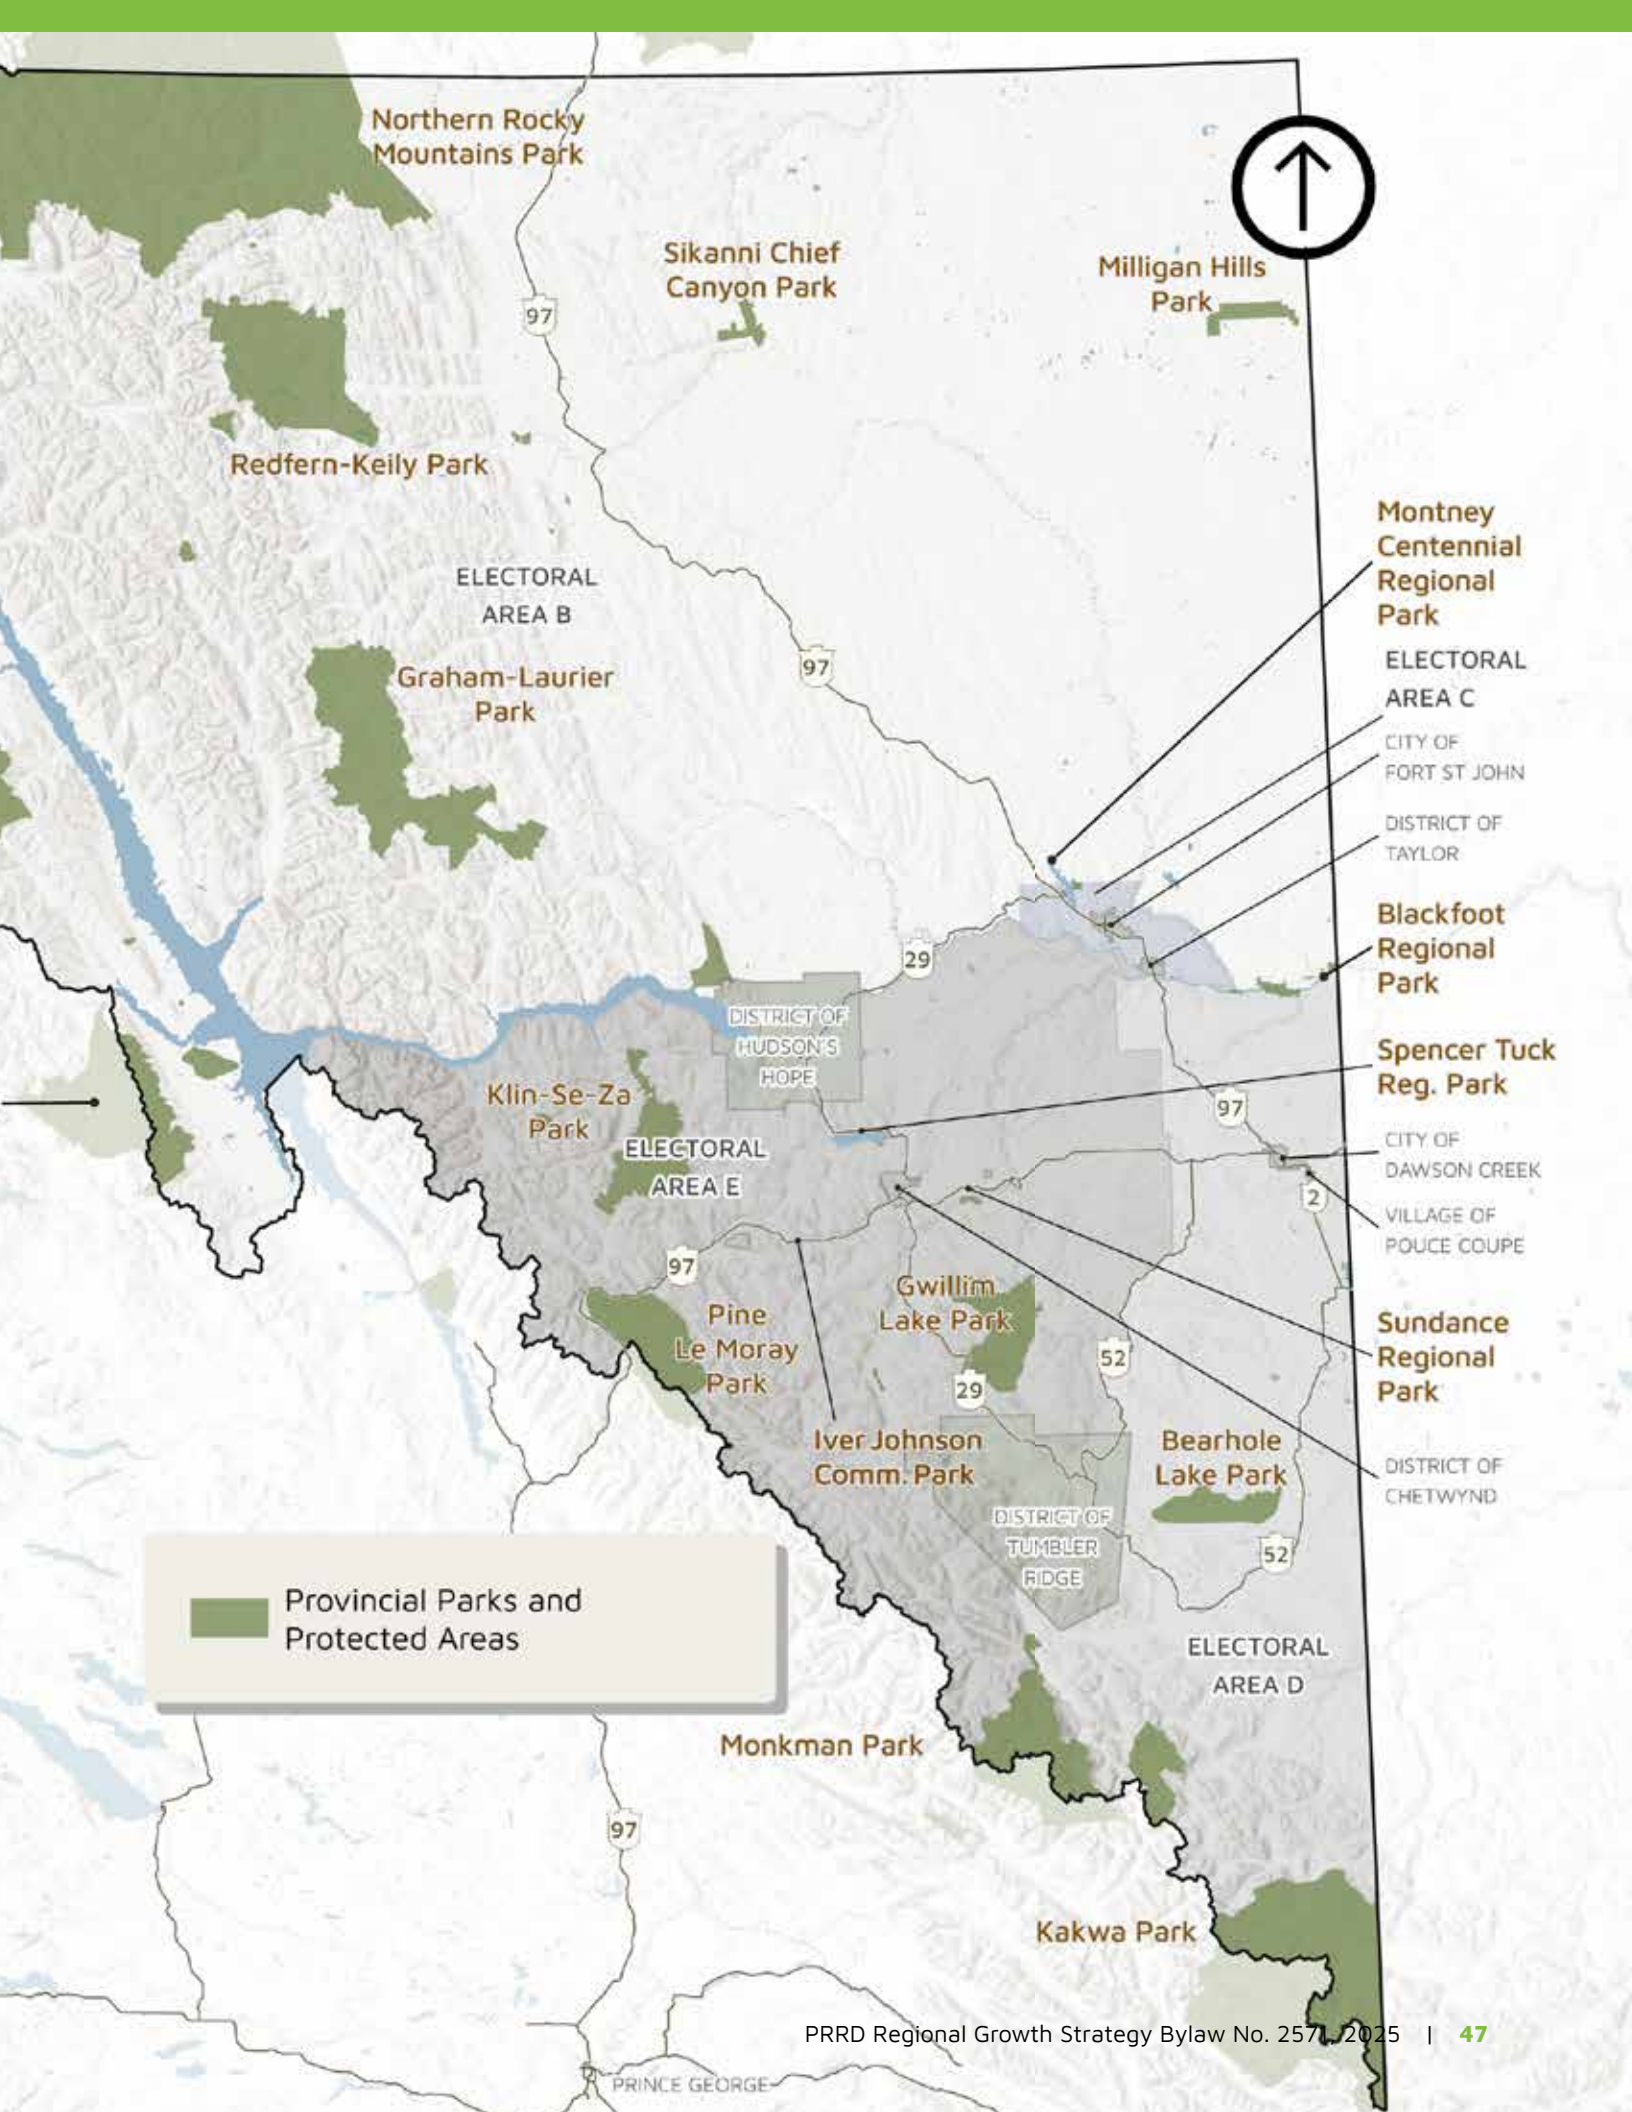 Northern Rocky
Mountains Park
Sikanni Chief
Canyon Park
Milligan Hills
Park
97
Redfern-Keily Park
Montney
Centennial
Regional
Park
ELECTORAL
AREA B
97
ELECTORAL
AREA C
Graham-Laurier
Park
CITY OF
FORT ST JOHN
DISTRICT OF
TAYLOR
Blackfoot
Regional
Park
29
DISTRICT OF
HUDSON'S
HOPE
Spencer Tuck
Reg. Park
Klin-Se-Za
Park
97
ELECTORAL
AREA E
CITY OF
DAWSON CREEK
2
VILLAGE OF
POUCE COUPE
97
Gwillim
Lake Park
Pine
Le Moray
Park
Sundance
Regional
Park
52
29
Iver Johnson
Comm. Park
Bearhole
Lake Park
DISTRICT OF
CHETWYND
DISTRICT OF
TUMBLER
RIDGE
52
Provincial Parks and
Protected Areas
ELECTORAL
AREA D
Monkman Park
97
Kakwa Park
PRRD Regional Growth Strategy Bylaw No. 2571, 2025 | 47
PRINCE GEORGE